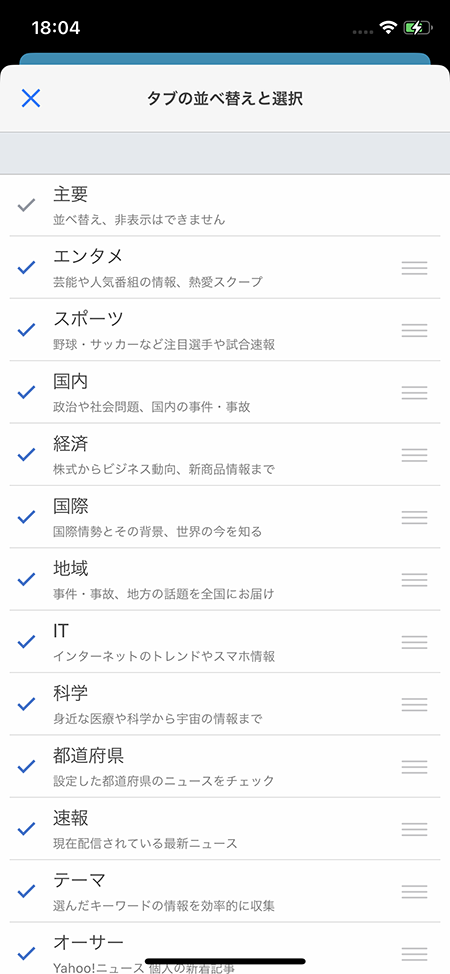 18:04
タブの並べ替えと選択
主要
並べ替え、非表示はできません
エンタメ
芸能や人気番組の情報、熱愛スクープ
スポーツ
野球・サッカーなど注目選手や試合速報
国内
政治や社会問題、国内の事件・事故
経済
株式からビジネス動向、新商品情報まで
国際
国際情勢とその背景、世界の今を知る
地域
事件・事故、地方の話題を全国にお届け
IT
インターネットのトレンドやスマホ情報
科学
身近な医療や科学から宇宙の情報まで
都道府県
設定した都道府県のニュースをチェック
速報
現在配信されている最新ニュース
テーマ
選んだキーワードの情報を効率的に収集
オーサー
Yahoo!ニュース 個人の新着記事